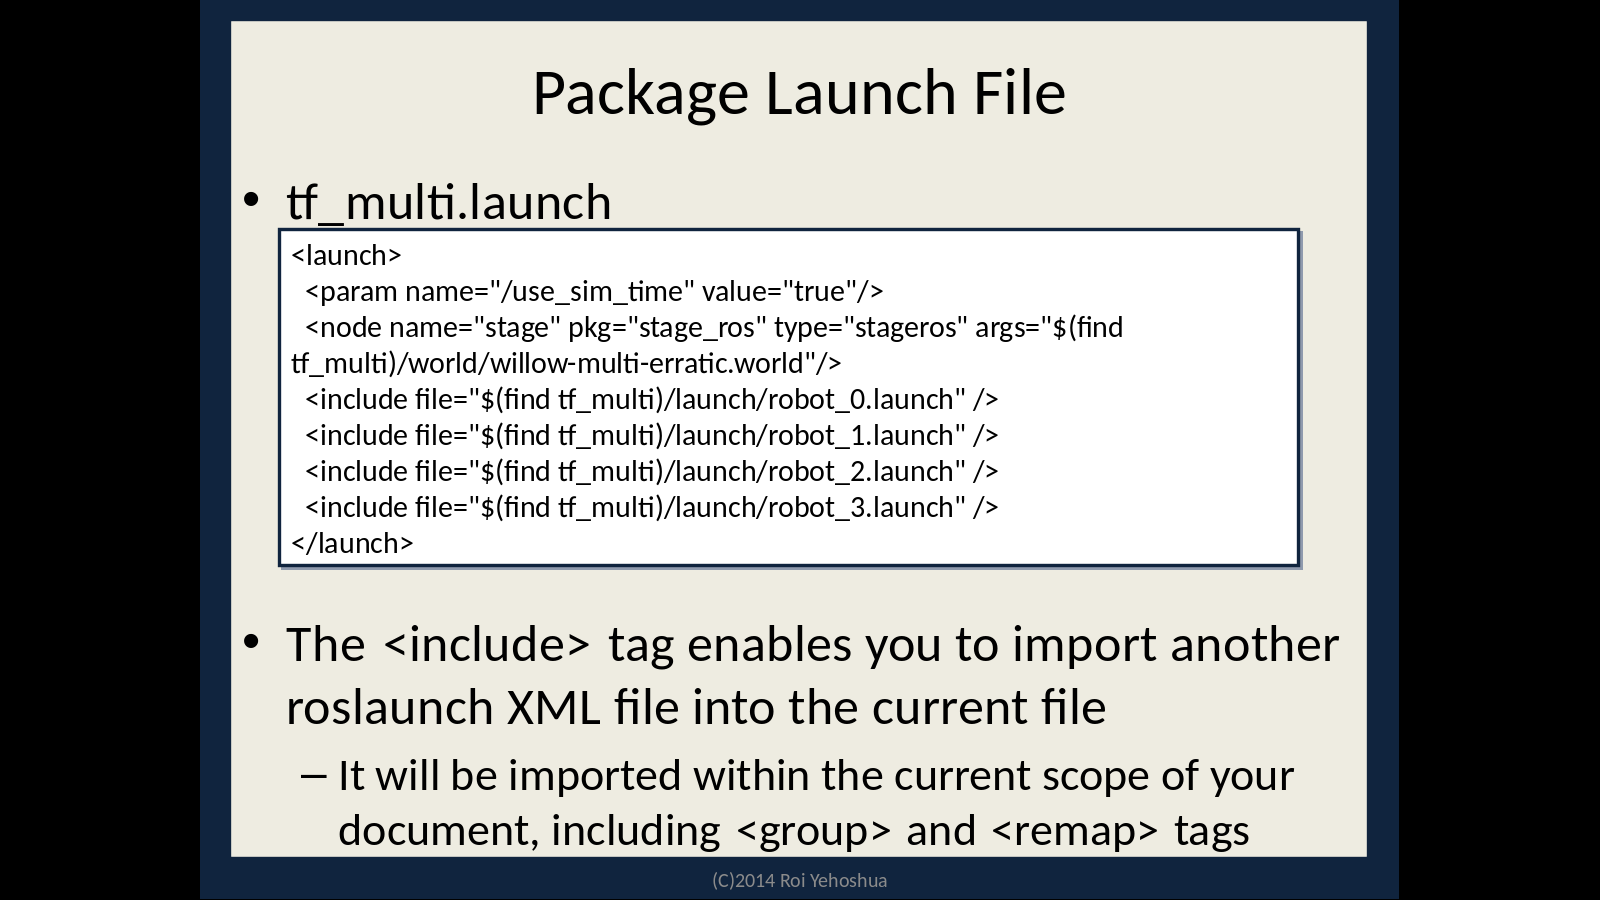 Package Launch File
• tf_multi.launch
<launch>
  <param name="/use_sim_time" value="true"/>
  <node name="stage" pkg="stage_ros" type="stageros" args="$(find
tf_multi)/world/willow-multi-erratic.world"/>
  <include file="$(find tf_multi)/launch/robot_0.launch" />
  <include file="$(find tf_multi)/launch/robot_1.launch" />
  <include file="$(find tf_multi)/launch/robot_2.launch" />
  <include file="$(find tf_multi)/launch/robot_3.launch" />
</launch>
• The <include> tag enables you to import another
roslaunch XML file into the current file
– It will be imported within the current scope of your
document, including <group> and <remap> tags
(C)2014 Roi Yehoshua